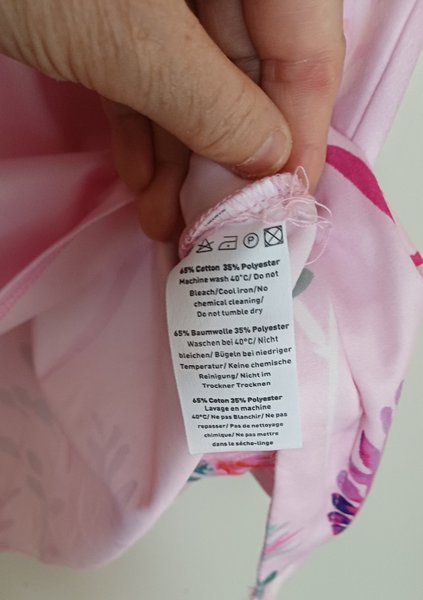 P
65% Cotton 35% Polyester
Machine wash 40°C/ Do not
Bleach/Cool iron/No
chemical cleaning/
Do not tumble dry
65% Baumwolle 35% Polyester
Waschen bei 40°C/ Nicht
bleichen/ Bügeln bei niedriger
Temperatur/ Keine chemische
Reinigung/ Nicht im
Trockner Trocknen
65% Coton 35% Polyester
Lavage en machine
40°C/ Ne pas Blanchir/ Ne pas
repasser/ Pas de nettoyage
chimique/ Ne pas mettre
dans le sèche-linge